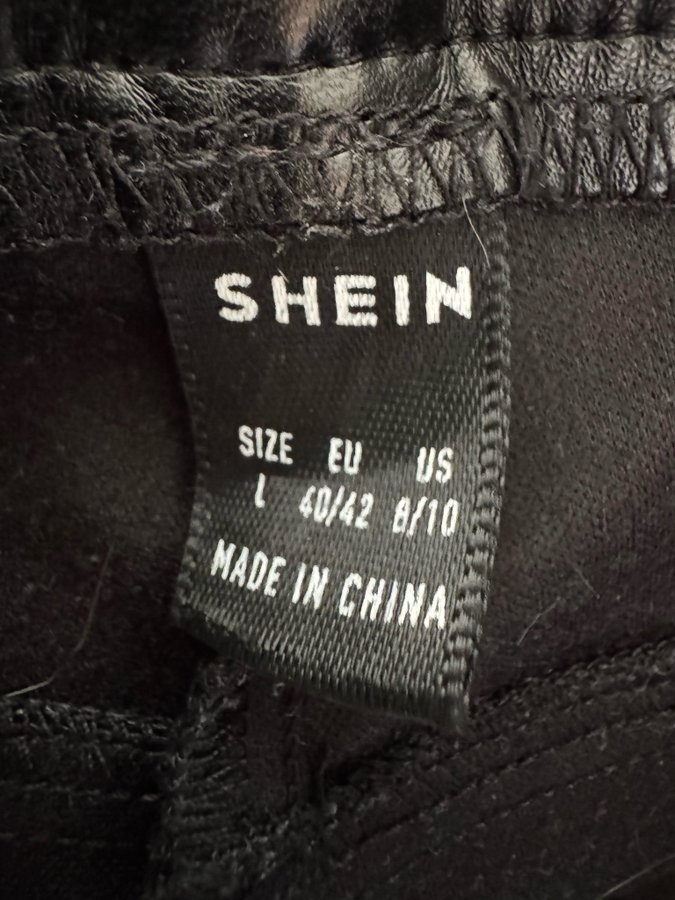 SHEIN
SIZE EU US
L 40/42 8/10
MADE IN CHINA